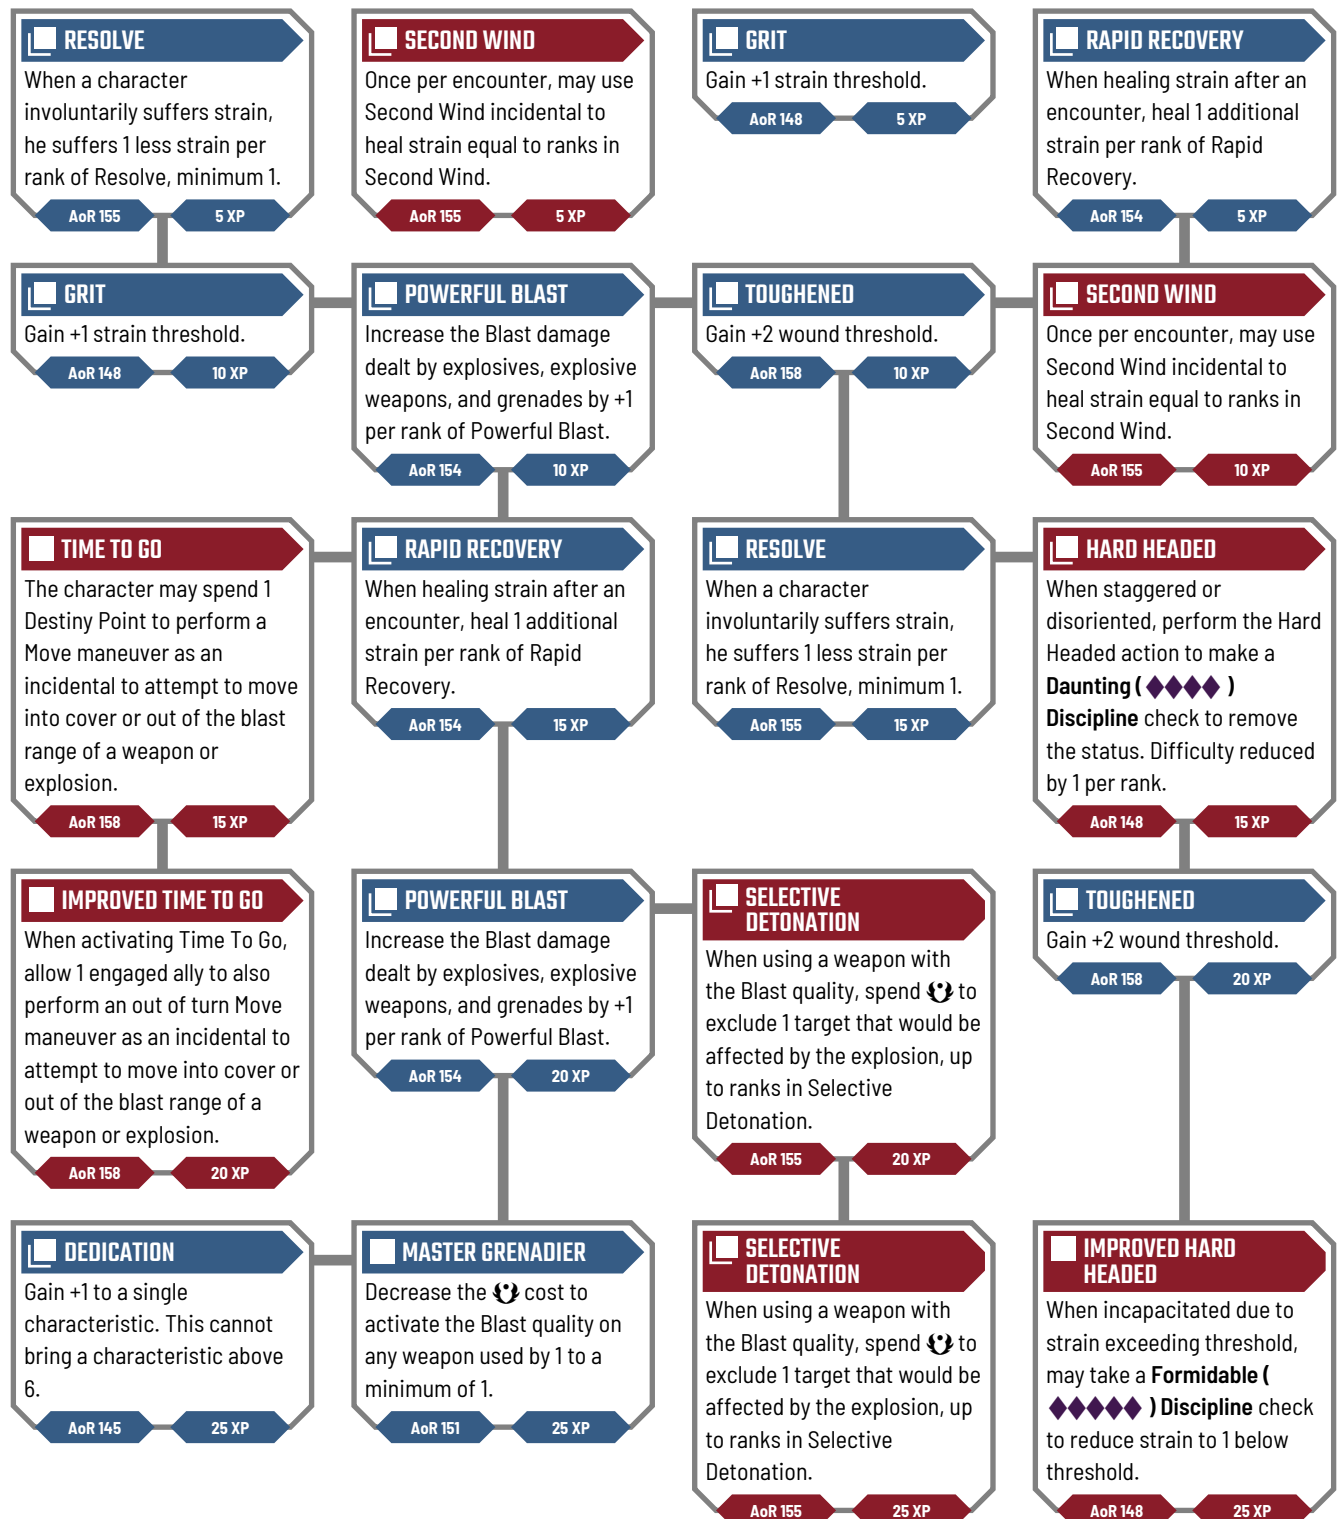 RESOLVE
When a character
involuntarily suffers strain,
he suffers 1 less strain per
rank of Resolve, minimum 1.
AoR 155
5 XP
SECOND WIND
Once per encounter, may use
Second Wind incidental to
heal strain equal to ranks in
Second Wind.
AoR 155
5 XP
GRIT
Gain +1 strain threshold.
AoR 148
5 XP
RAPID RECOVERY
When healing strain after an
encounter, heal 1 additional
strain per rank of Rapid
Recovery.
AoR 154
5 XP
GRIT
Gain +1 strain threshold.
AoR 148
10 XP
POWERFUL BLAST
Increase the Blast damage
dealt by explosives, explosive
weapons, and grenades by +1
per rank of Powerful Blast.
AoR 154
10 XP
TOUGHENED
Gain +2 wound threshold.
AoR 158
10 XP
SECOND WIND
Once per encounter, may use
Second Wind incidental to
heal strain equal to ranks in
Second Wind.
AoR 155
10 XP
TIME TO GO
The character may spend 1
Destiny Point to perform a
Move maneuver as an
incidental to attempt to move
into cover or out of the blast
range of a weapon or
explosion.
AoR 158
15 XP
RAPID RECOVERY
When healing strain after an
encounter, heal 1 additional
strain per rank of Rapid
Recovery.
AoR 154
15 XP
RESOLVE
When a character
involuntarily suffers strain,
he suffers 1 less strain per
rank of Resolve, minimum 1.
AoR 155
15 XP
HARD HEADED
When staggered or
disoriented, perform the Hard
Headed action to make a
Daunting (◆◆◆◆ )
Discipline check to remove
the status. Difficulty reduced
by 1 per rank.
AoR 148
15 XP
IMPROVED TIME TO GO
When activating Time To Go,
allow 1 engaged ally to also
perform an out of turn Move
maneuver as an incidental to
attempt to move into cover or
out of the blast range of a
weapon or explosion.
AoR 158
20 XP
POWERFUL BLAST
Increase the Blast damage
dealt by explosives, explosive
weapons, and grenades by +1
per rank of Powerful Blast.
AoR 154
20 XP
SELECTIVE
DETONATION
When using a weapon with
the Blast quality, spend to
exclude 1 target that would be
affected by the explosion, up
to ranks in Selective
Detonation.
AoR 155
20 XP
TOUGHENED
Gain +2 wound threshold.
AoR 158
20 XP
DEDICATION
Gain +1 to a single
characteristic. This cannot
bring a characteristic above
6.
AoR 145
25 XP
MASTER GRENADIER
Decrease the cost to
activate the Blast quality on
any weapon used by 1 to a
minimum of 1.
AoR 151
25 XP
SELECTIVE
DETONATION
When using a weapon with
the Blast quality, spend to
exclude 1 target that would be
affected by the explosion, up
to ranks in Selective
Detonation.
AoR 155
25 XP
IMPROVED HARD
HEADED
When incapacitated due to
strain exceeding threshold,
may take a Formidable (
◆◆◆◆◆ ) Discipline check
to reduce strain to 1 below
threshold.
AoR 148
25 XP